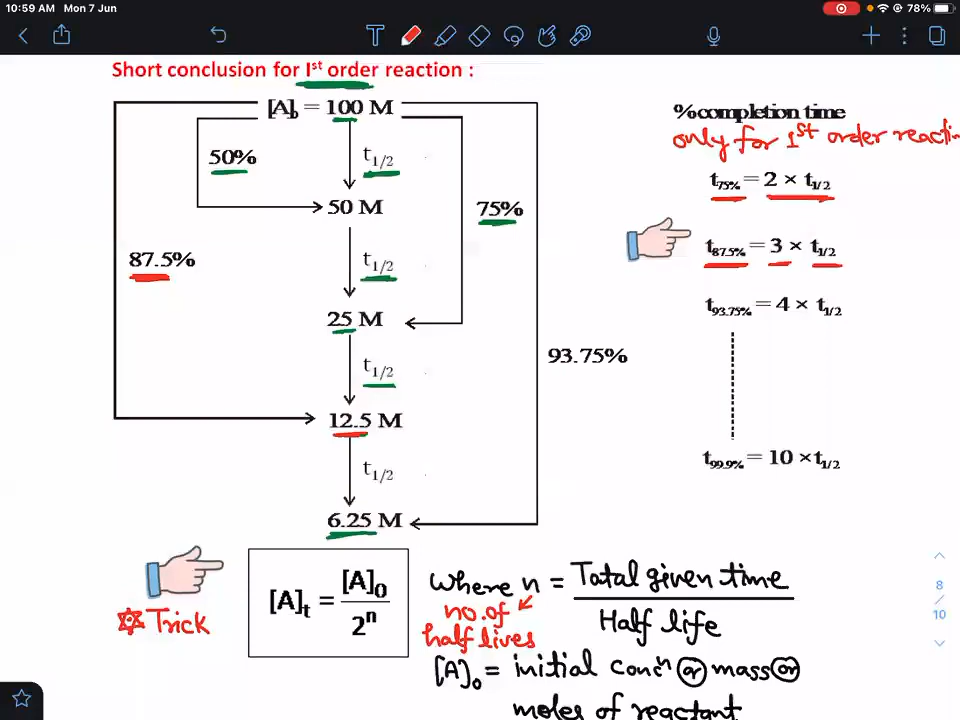 10:59 AM Mon 7 Jun
78%
Short conclusion for Iˢᵗ order reaction :
[A]₀ = 100 M
50%
t₁/₂
50 M
75%
87.5%
t₁/₂
25 M
t₁/₂
93.75%
12.5 M
t₁/₂
6.25 M
%completion time
only for 1ˢᵗ order reacti
t₇₅% = 2 × t₁/₂
t₈₇.₅% = 3 × t₁/₂
t₉₃.₇₅% = 4 × t₁/₂
t₉₉.₉% = 10 × t₁/₂
Trick
[A]ₜ = [A]₀ / 2ⁿ
Where n = Total given time / Half life
no. of
half lives
[A]₀ = initial concⁿ or mass or
moles of reactant
8
/
10